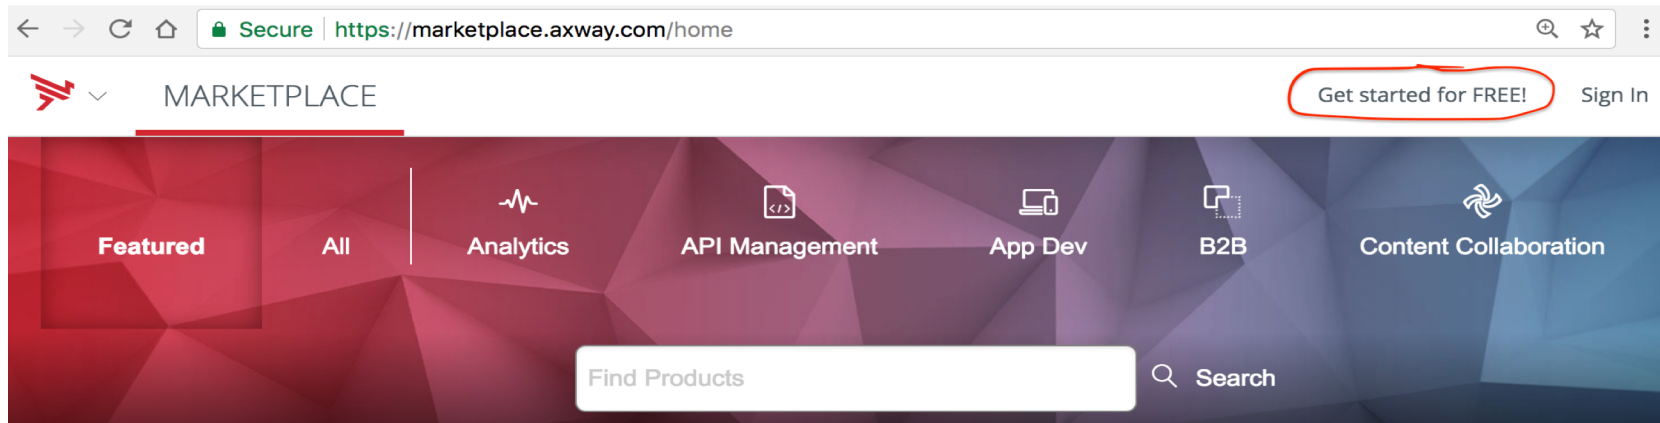 Secure https://marketplace.axway.com/home
MARKETPLACE Get started for FREE! Sign In
Featured All Analytics API Management App Dev B2B Content Collaboration
Find Products Search